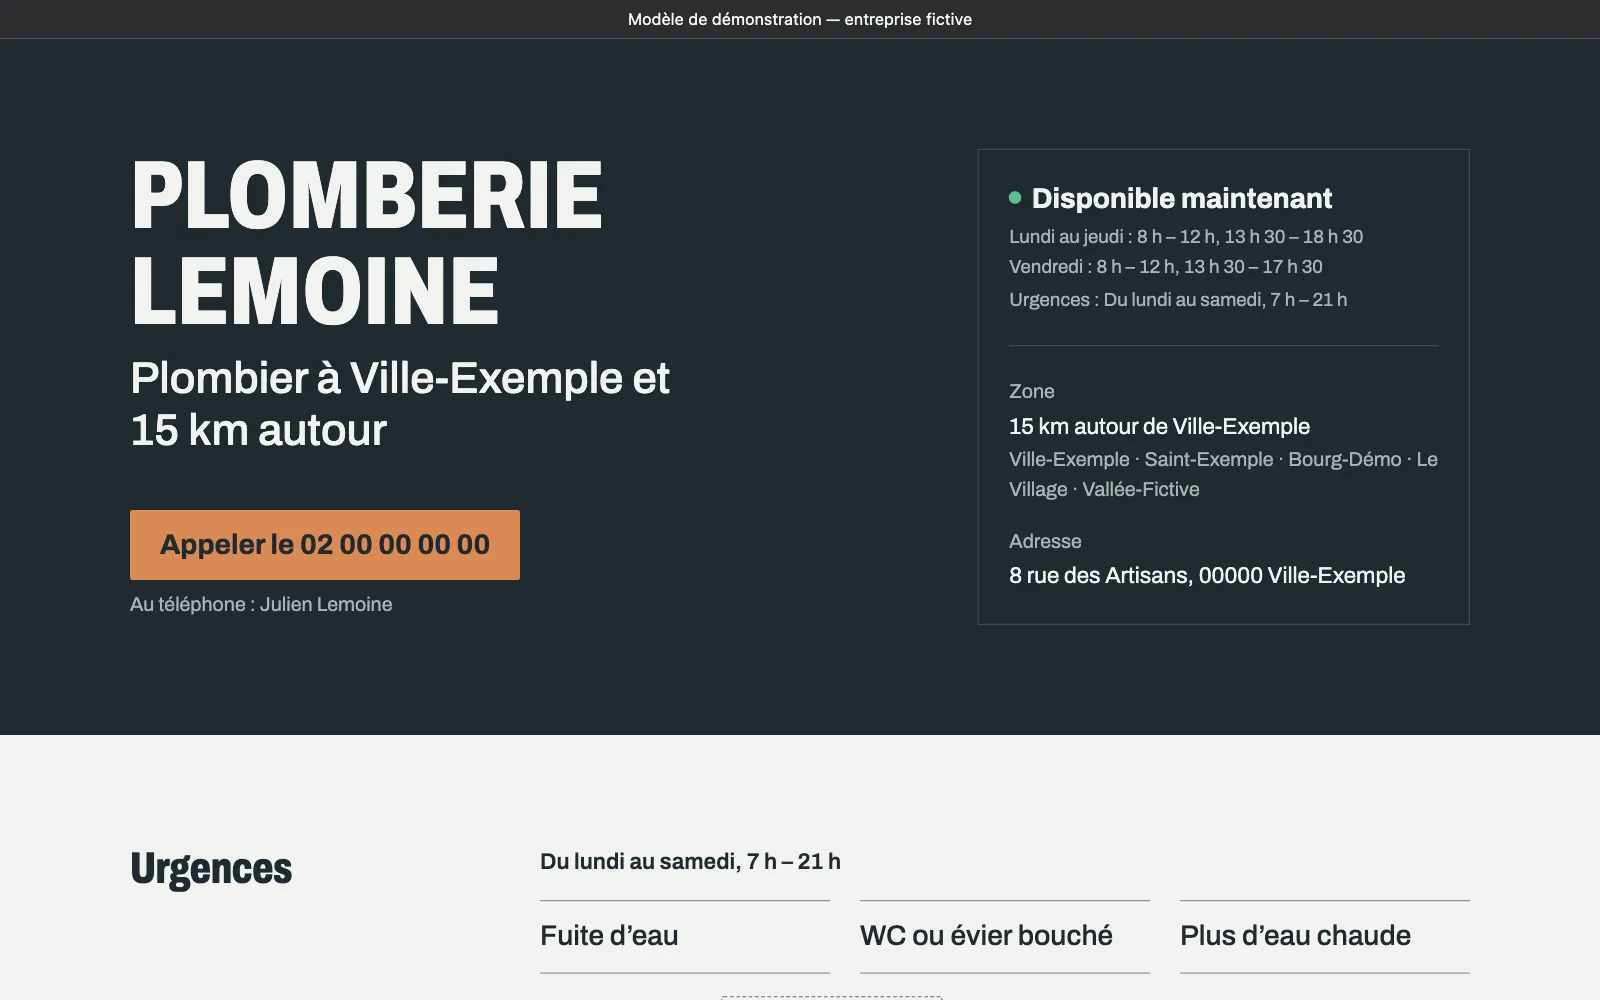 Modèle de démonstration — entreprise fictive
PLOMBERIE
LEMOINE
Plombier à Ville-Exemple et
15 km autour
Appeler le 02 00 00 00 00
Au téléphone : Julien Lemoine
Disponible maintenant
Lundi au jeudi : 8 h – 12 h, 13 h 30 – 18 h 30
Vendredi : 8 h – 12 h, 13 h 30 – 17 h 30
Urgences : Du lundi au samedi, 7 h – 21 h
Zone
15 km autour de Ville-Exemple
Ville-Exemple · Saint-Exemple · Bourg-Démo · Le
Village · Vallée-Fictive
Adresse
8 rue des Artisans, 00000 Ville-Exemple
Urgences
Du lundi au samedi, 7 h – 21 h
Fuite d’eau
WC ou évier bouché
Plus d’eau chaude